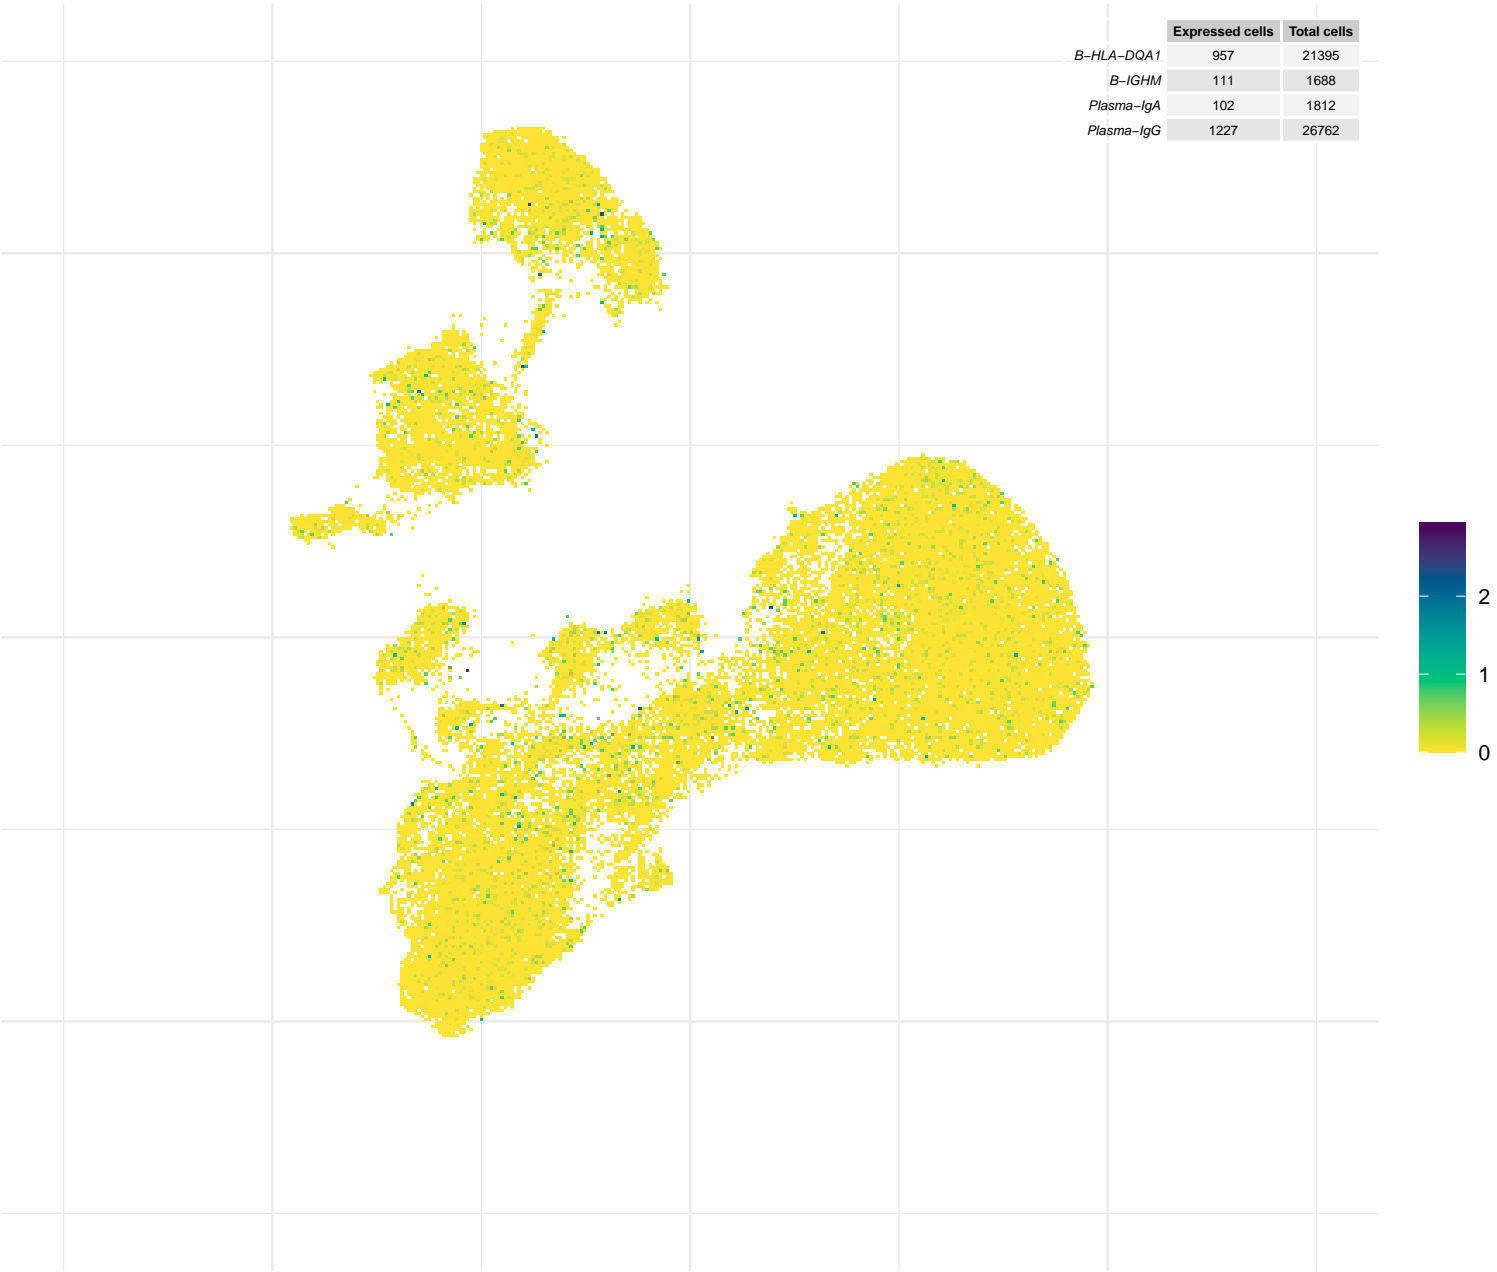 Expressed cells Total cells
B−HLA−DQA1 957 21395
B−IGHM 111 1688
Plasma−IgA 102 1812
Plasma−IgG 1227 26762
2
1
0